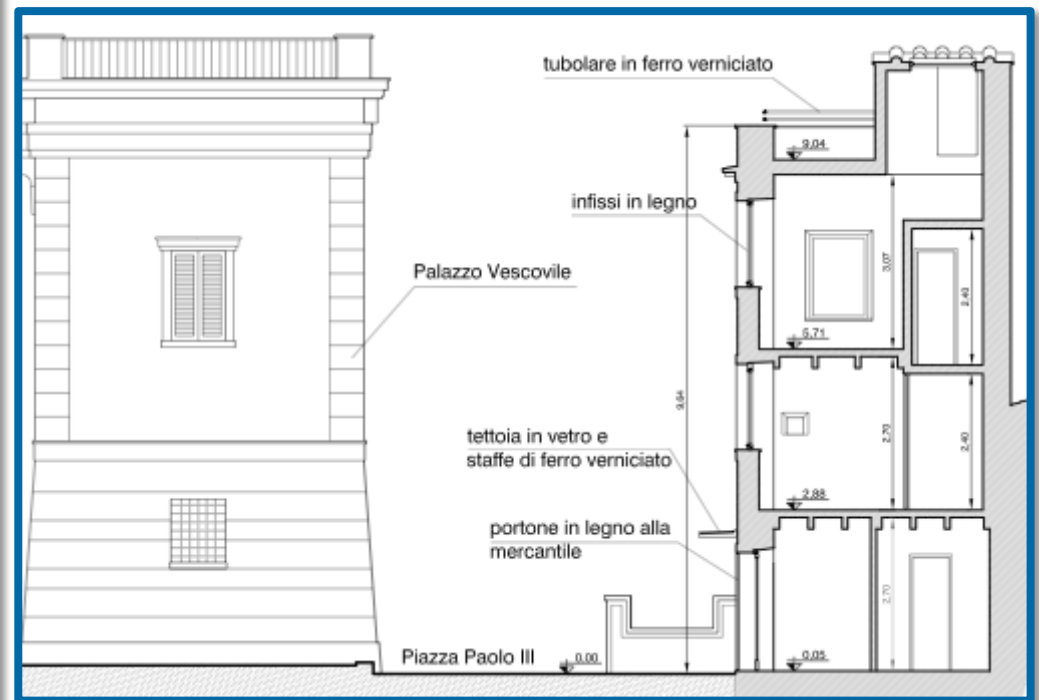 tubolare in ferro verniciato
9.04
infissi in legno
Palazzo Vescovile
3.07
2.40
5.71
9.64
tettoia in vetro e
staffe di ferro verniciato
2.70
2.40
2.88
portone in legno alla
mercantile
2.70
Piazza Paolo III
0.00
0.05